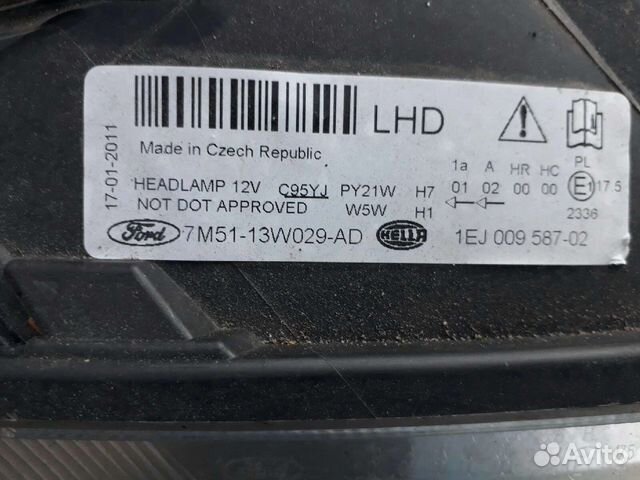 17-01-2011
LHD
Made in Czech Republic
1a A HR HC PL
HEADLAMP 12V C95YJ PY21W H7 01 02 00 00 E1 17.5
NOT DOT APPROVED W5W H1 2336
Ford 7M51-13W029-AD HELLA 1EJ 009 587-02
Avito